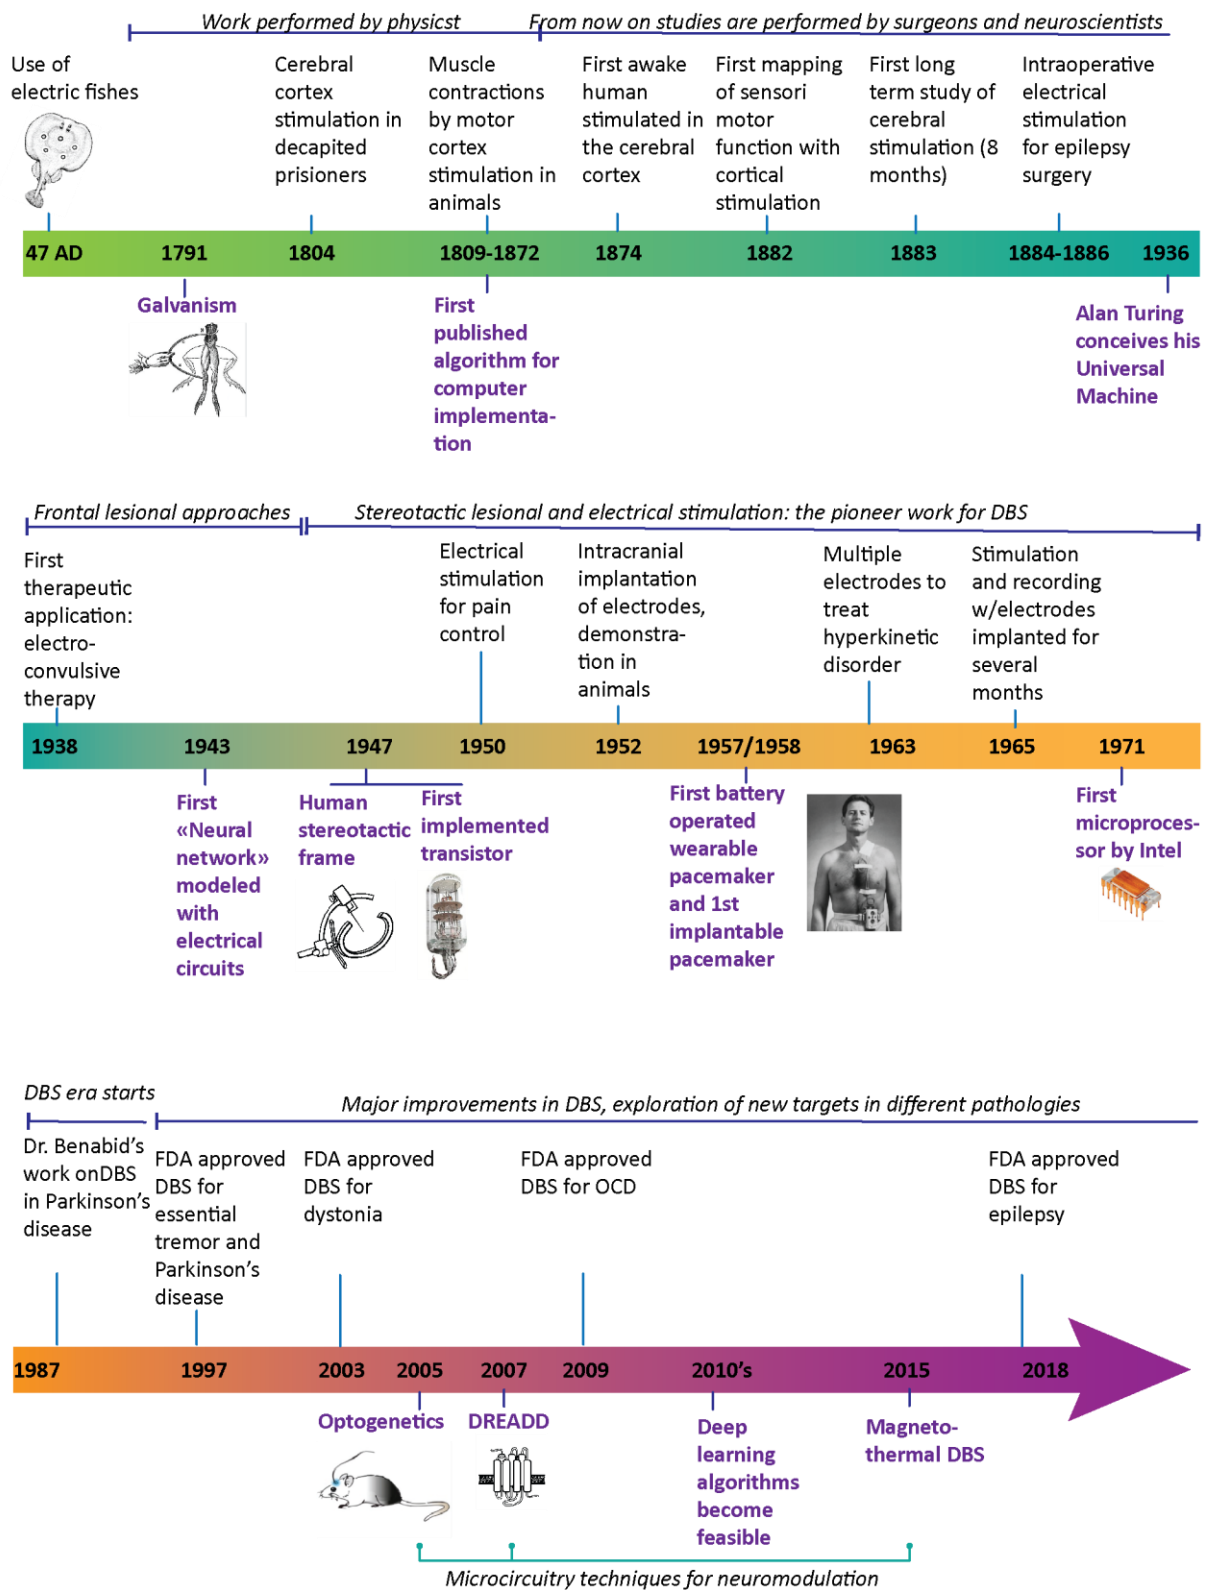 Work performed by physicst
From now on studies are performed by surgeons and neuroscientists
Use of
electric fishes
Cerebral
cortex
stimulation in
decapited
prisioners
Muscle
contractions
by motor
cortex
stimulation in
animals
First awake
human
stimulated in
the cerebral
cortex
First mapping
of sensori
motor
function with
cortical
stimulation
First long
term study of
cerebral
stimulation (8
months)
Intraoperative
electrical
stimulation
for epilepsy
surgery
47 AD
1791
1804
1809-1872
1874
1882
1883
1884-1886
1936
Galvanism
First
published
algorithm for
computer
implementa-
tion
Alan Turing
conceives his
Universal
Machine
Frontal lesional approaches
Stereotactic lesional and electrical stimulation: the pioneer work for DBS
First
therapeutic
application:
electro-
convulsive
therapy
Electrical
stimulation
for pain
control
Intracranial
implantation
of electrodes,
demonstra-
tion in
animals
Multiple
electrodes to
treat
hyperkinetic
disorder
Stimulation
and recording
w/electrodes
implanted for
several
months
1938
1943
1947
1950
1952
1957/1958
1963
1965
1971
First
«Neural
network»
modeled
with
electrical
circuits
Human
stereotactic
frame
First
implemented
transistor
First battery
operated
wearable
pacemaker
and 1st
implantable
pacemaker
First
microproces-
sor by Intel
DBS era starts
Major improvements in DBS, exploration of new targets in different pathologies
Dr. Benabid's
work onDBS
in Parkinson's
disease
FDA approved
DBS for
essential
tremor and
Parkinson's
disease
FDA approved
DBS for
dystonia
FDA approved
DBS for OCD
FDA approved
DBS for
epilepsy
1987
1997
2003
2005
2007
2009
2010's
2015
2018
Optogenetics
DREADD
Deep
learning
algorithms
become
feasible
Magneto-
thermal DBS
Microcircuitry techniques for neuromodulation